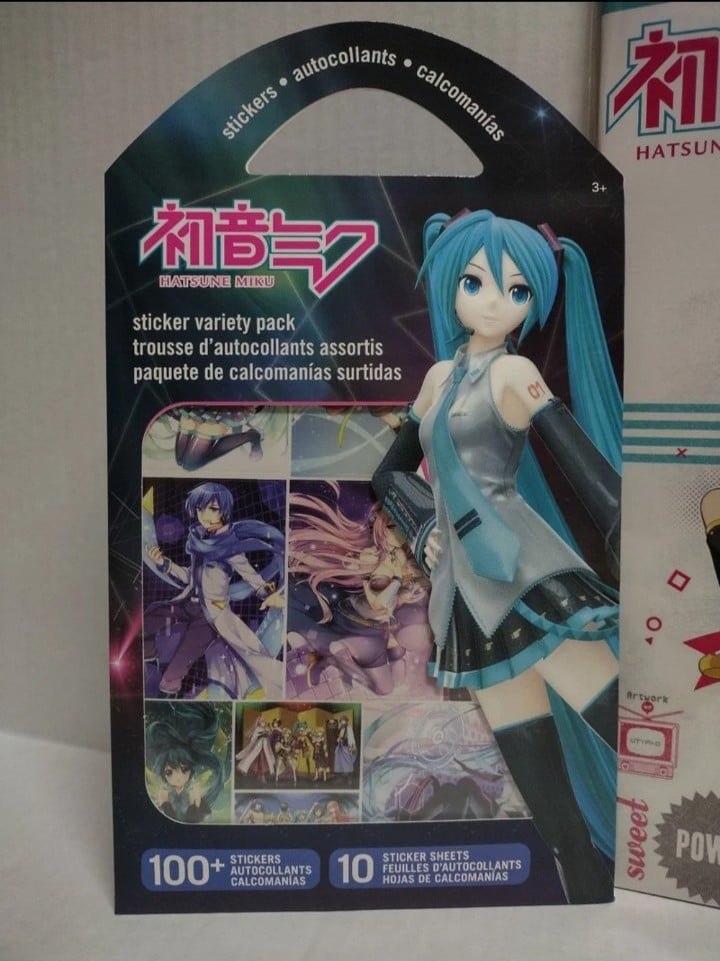 stickers • autocollants • calcomanías
3+
初音ミク
HATSUNE MIKU
sticker variety pack
trousse d'autocollants assortis
paquete de calcomanías surtidas
01
100+ STICKERS
AUTOCOLLANTS
CALCOMANÍAS
10 STICKER SHEETS
FEUILLES D'AUTOCOLLANTS
HOJAS DE CALCOMANÍAS
初
HATSUN
Artwork
sweet
POW